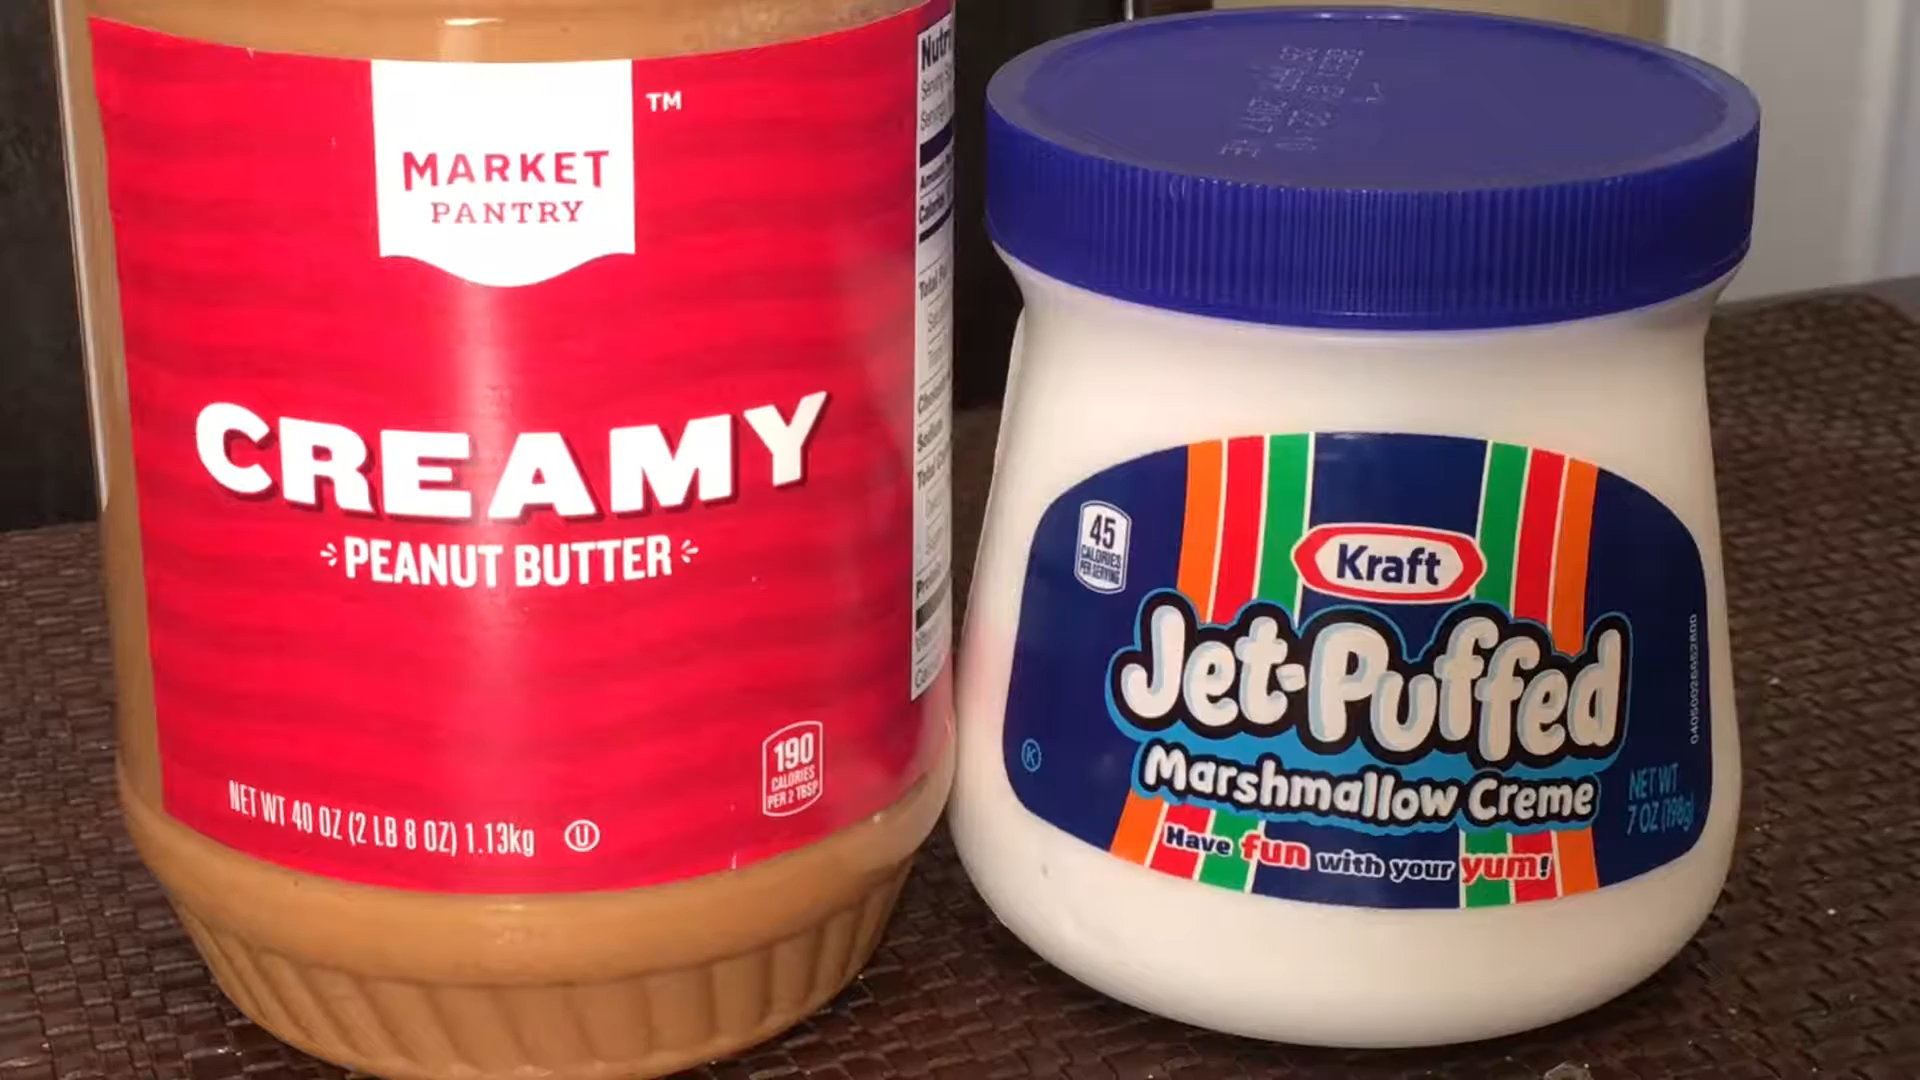 MARKET
PANTRY
™
CREAMY
PEANUT BUTTER
190
CALORIES
PER 2 TBSP
NET WT 40 OZ (2 LB 8 OZ) 1.13kg
U
45
CALORIES
PER SERVING
Kraft
Jet-Puffed
Marshmallow Creme
K
NET WT
7 OZ (198g)
Have fun with your yum!